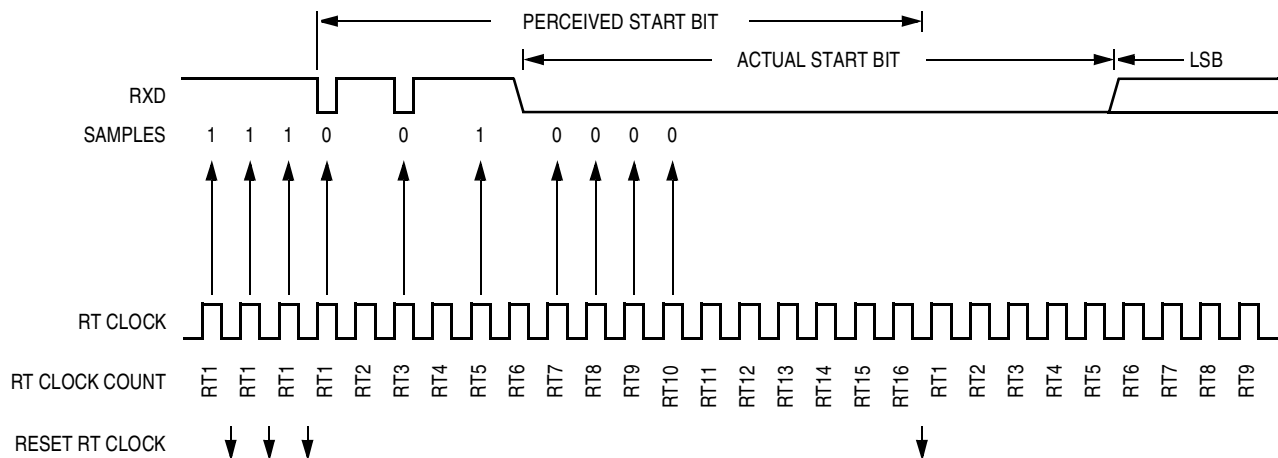 PERCEIVED START BIT
ACTUAL START BIT
LSB
RXD
SAMPLES 1 1 1 0 0 1 0 0 0 0
RT CLOCK
RT CLOCK COUNT RT1 RT1 RT1 RT1 RT2 RT3 RT4 RT5 RT6 RT7 RT8 RT9 RT10 RT11 RT12 RT13 RT14 RT15 RT16 RT1 RT2 RT3 RT4 RT5 RT6 RT7 RT8 RT9
RESET RT CLOCK